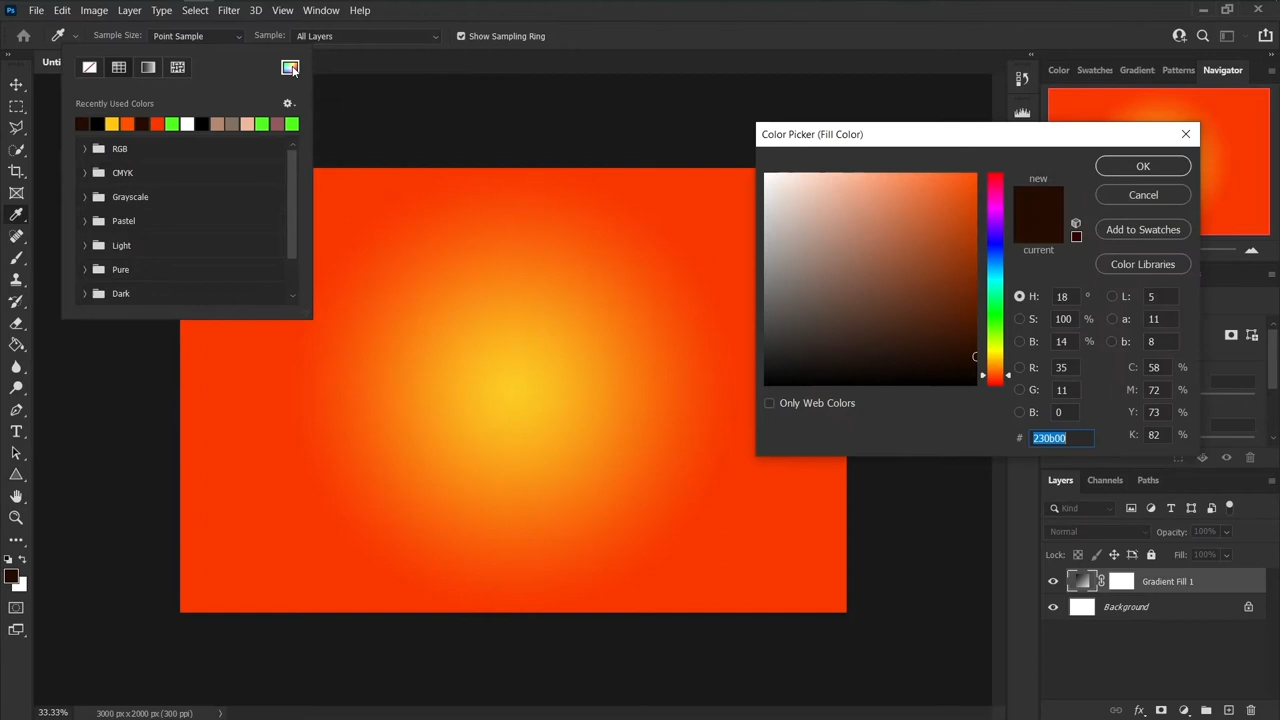 Ps File Edit Image Layer Type Select Filter 3D View Window Help
Sample Size: Point Sample Sample: All Layers Show Sampling Ring
Unti
Recently Used Colors
RGB
CMYK
Grayscale
Pastel
Light
Pure
Dark
Color Swatches Gradient Patterns Navigator
Color Picker (Fill Color)
OK
new
Cancel
Add to Swatches
current
Color Libraries
H: 18 ° L: 5
S: 100 % a: 11
B: 14 % b: 8
R: 35 C: 58 %
G: 11 M: 72 %
B: 0 Y: 73 %
# 230b00 K: 82 %
Only Web Colors
Layers Channels Paths
Kind
Normal Opacity: 100%
Lock: Fill: 100%
Gradient Fill 1
Background
33.33% 3000 px x 2000 px (300 ppi)